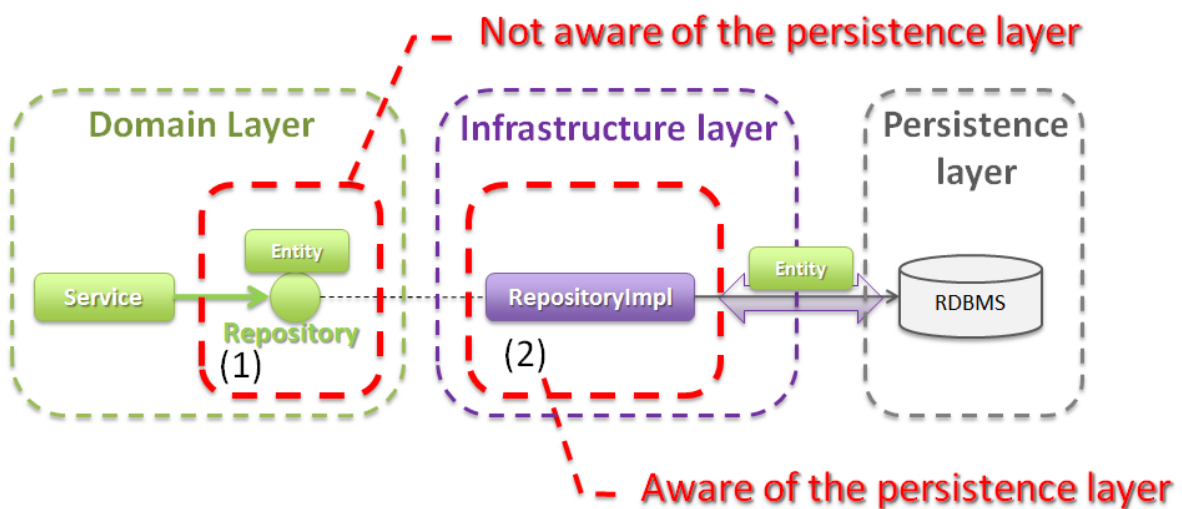 Not aware of the persistence layer
Domain Layer
Infrastructure layer
Persistence
layer
Entity
Service
Repository
(1)
RepositoryImpl
(2)
Entity
RDBMS
Aware of the persistence layer